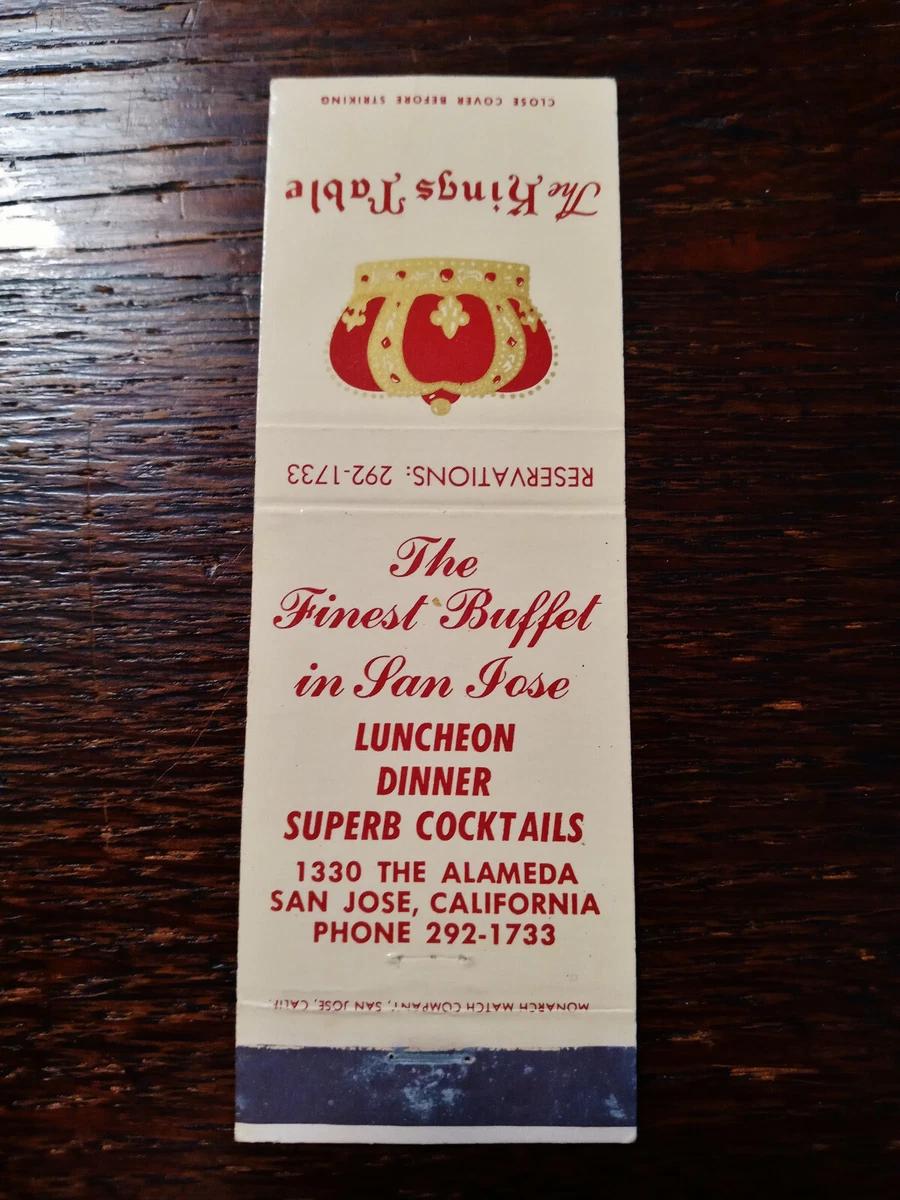 CLOSE COVER BEFORE STRIKING
The Kings Table
RESERVATIONS: 292-1733
The
Finest Buffet
in San Jose
LUNCHEON
DINNER
SUPERB COCKTAILS
1330 THE ALAMEDA
SAN JOSE, CALIFORNIA
PHONE 292-1733
MONARCH MATCH COMPANY, SAN JOSE, CALIF.